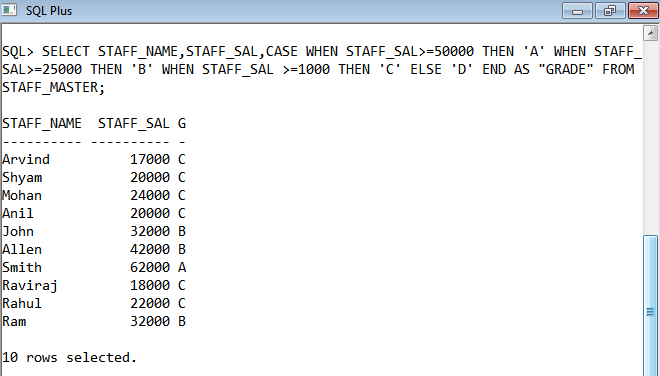 SQL Plus
SQL> SELECT STAFF_NAME,STAFF_SAL,CASE WHEN STAFF_SAL>=50000 THEN 'A' WHEN STAFF_
SAL>=25000 THEN 'B' WHEN STAFF_SAL >=1000 THEN 'C' ELSE 'D' END AS "GRADE" FROM
STAFF_MASTER;
STAFF_NAME  STAFF_SAL G
---------- ---------- -
Arvind          17000 C
Shyam           20000 C
Mohan           24000 C
Anil            20000 C
John            32000 B
Allen           42000 B
Smith           62000 A
Raviraj         18000 C
Rahul           22000 C
Ram             32000 B
10 rows selected.